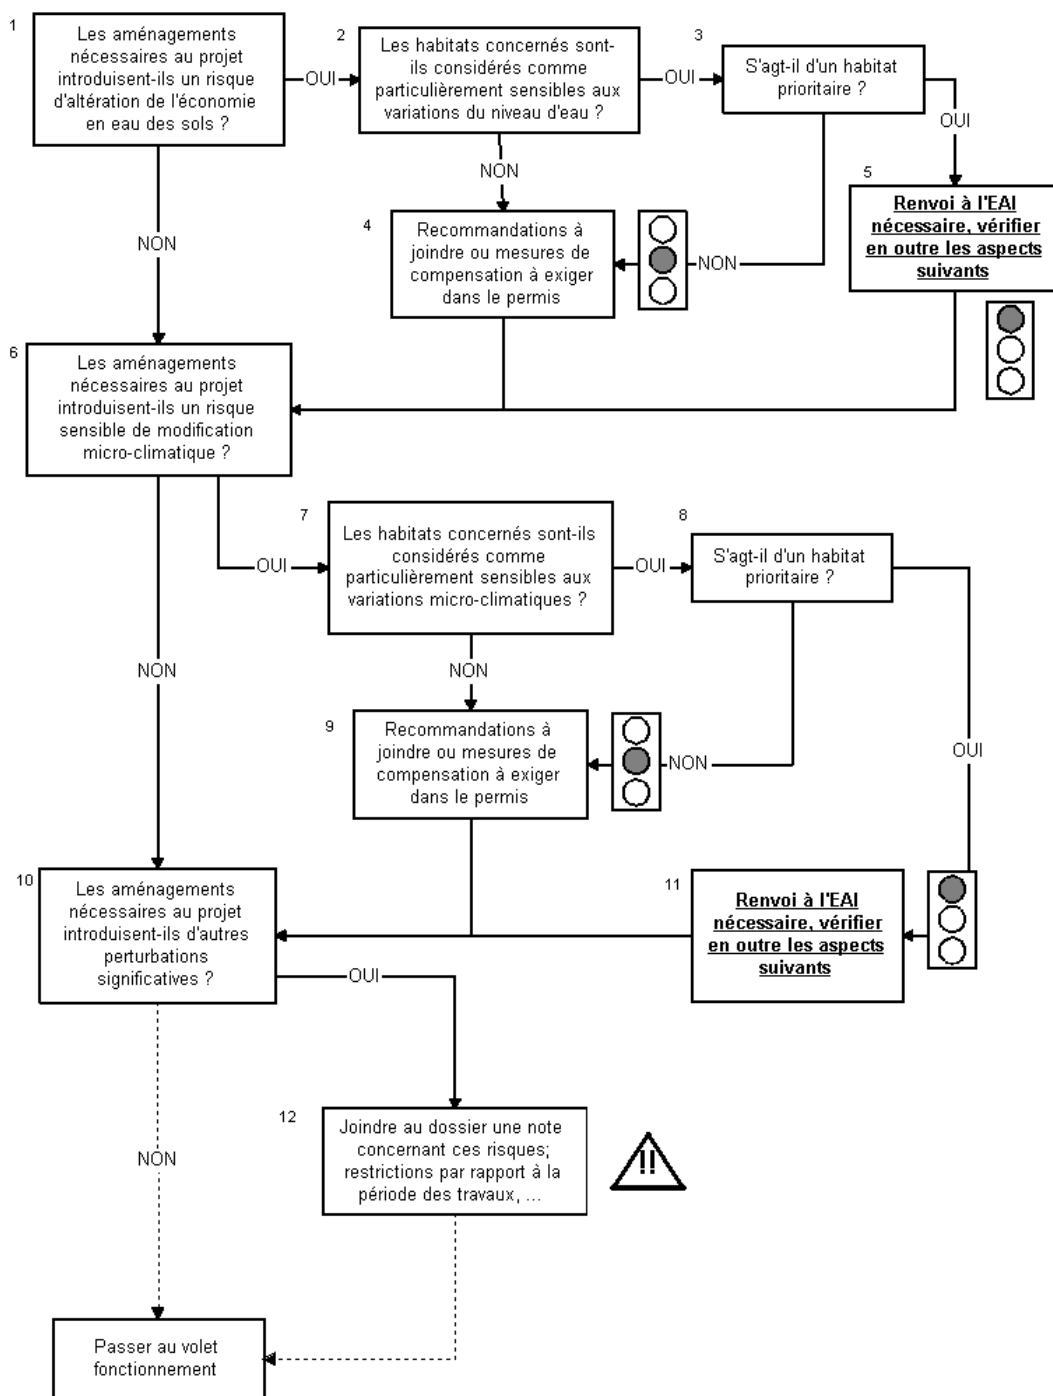 1
Les aménagements
nécessaires au projet
introduisent-ils un risque
d'altération de l'économie
en eau des sols ?
OUI
2
Les habitats concernés sont-
ils considérés comme
particulièrement sensibles aux
variations du niveau d'eau ?
OUI
3
S'agt-il d'un habitat
prioritaire ?
OUI
NON
NON
NON
4
Recommandations à
joindre ou mesures de
compensation à exiger
dans le permis
5
Renvoi à l'EAI
nécessaire, vérifier
en outre les aspects
suivants
6
Les aménagements
nécessaires au projet
introduisent-ils un risque
sensible de modification
micro-climatique ?
OUI
7
Les habitats concernés sont-ils
considérés comme
particulièrement sensibles aux
variations micro-climatiques ?
OUI
8
S'agt-il d'un habitat
prioritaire ?
NON
NON
NON
OUI
9
Recommandations à
joindre ou mesures de
compensation à exiger
dans le permis
10
Les aménagements
nécessaires au projet
introduisent-ils d'autres
perturbations
significatives ?
OUI
11
Renvoi à l'EAI
nécessaire, vérifier
en outre les aspects
suivants
NON
12
Joindre au dossier une note
concernant ces risques;
restrictions par rapport à la
période des travaux, ...
!!
Passer au volet
fonctionnement